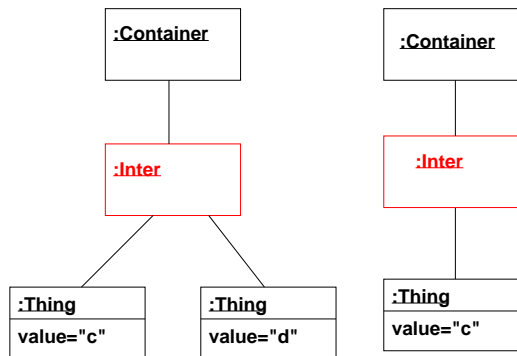 :Container
:Inter
:Thing
value="c"
:Thing
value="d"
:Container
:Inter
:Thing
value="c"